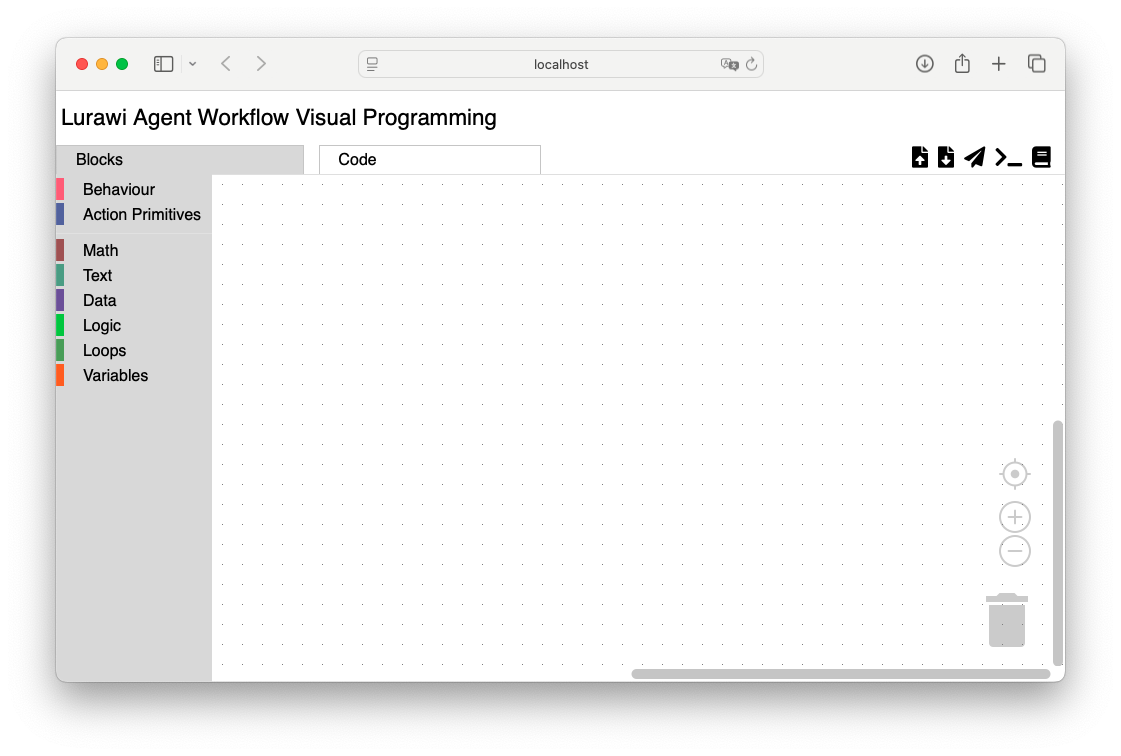 localhost
Lurawi Agent Workflow Visual Programming
Blocks
Code
Behaviour
Action Primitives
Math
Text
Data
Logic
Loops
Variables